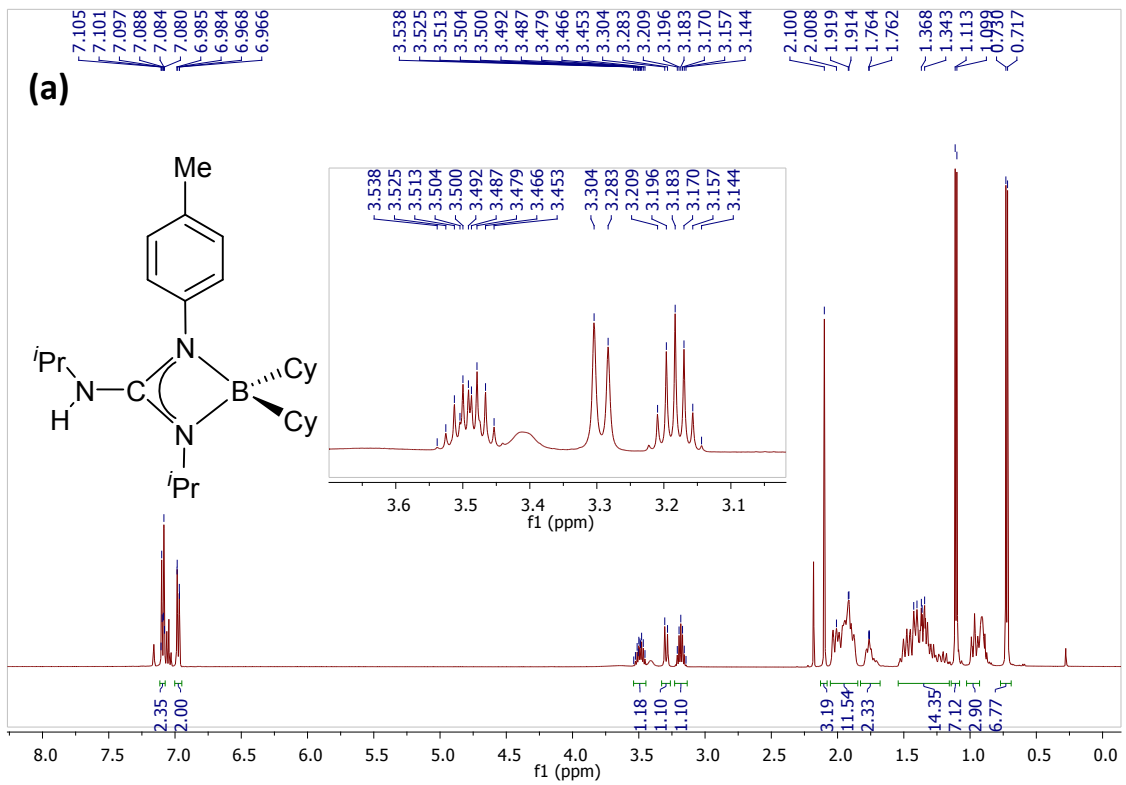 7.105 7.101 7.097 7.088 7.084 7.080 6.985 6.984 6.968 6.966 3.538 3.525 3.513 3.504 3.500 3.492 3.487 3.479 3.466 3.453 3.304 3.283 3.209 3.196 3.183 3.170 3.157 3.144 2.100 2.008 1.919 1.914 1.764 1.762 1.368 1.343 1.113 1.099 0.730 0.717
(a)
Me
3.538 3.525 3.513 3.504 3.500 3.492 3.487 3.479 3.466 3.453 3.304 3.283 3.209 3.196 3.183 3.170 3.157 3.144
N
iPr
Cy
N C B
H
Cy
N
iPr
3.6 3.5 3.4 3.3 3.2 3.1
f1 (ppm)
2.35 2.00 1.18 1.10 1.10 3.19 11.54 2.33 14.35 7.12 2.90 6.77
8.0 7.5 7.0 6.5 6.0 5.5 5.0 4.5 4.0 3.5 3.0 2.5 2.0 1.5 1.0 0.5 0.0
f1 (ppm)